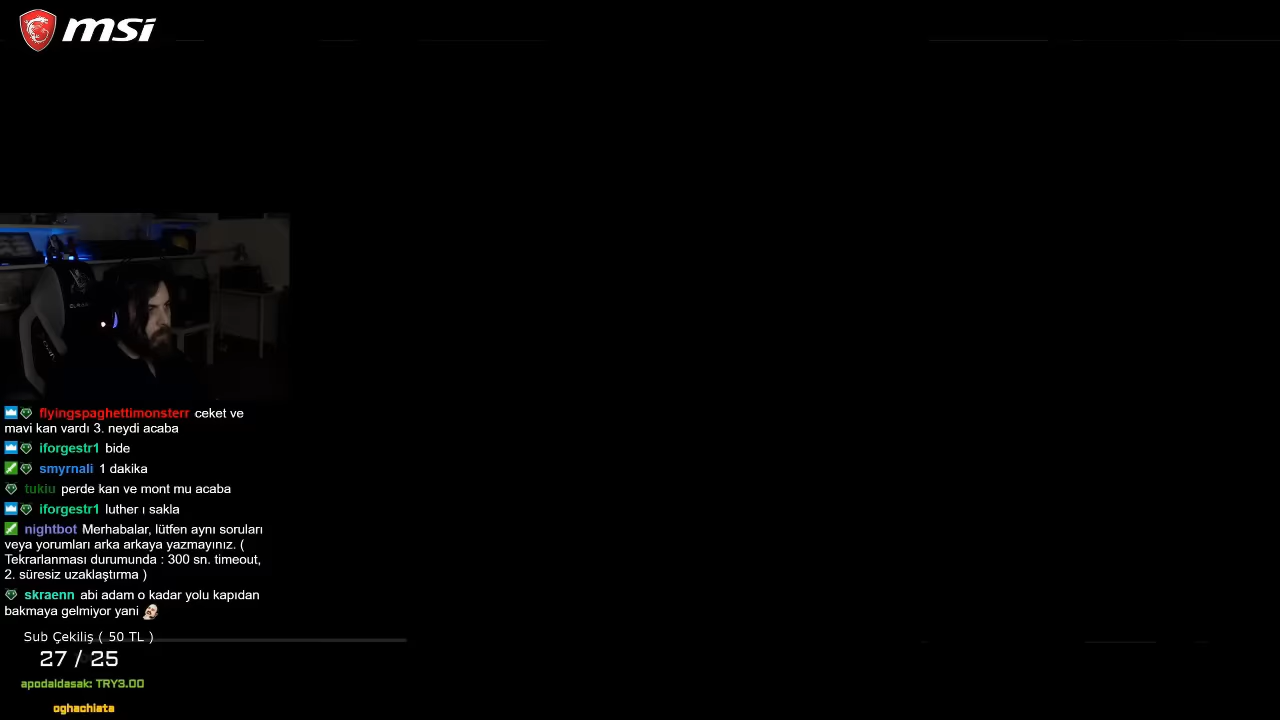 msi
flyingspaghettimonsterr ceket ve
mavi kan vardı 3. neydi acaba
iforgestr1 bide
smyrnali 1 dakika
tukiu perde kan ve mont mu acaba
iforgestr1 luther ı sakla
nightbot Merhabalar, lütfen aynı soruları
veya yorumları arka arkaya yazmayınız. (
Tekrarlanması durumunda : 300 sn. timeout,
2. süresiz uzaklaştırma )
skraenn abi adam o kadar yolu kapıdan
bakmaya gelmiyor yani
Sub Çekiliş ( 50 TL )
27 / 25
apodaldasak: TRY3.00
oghachiata